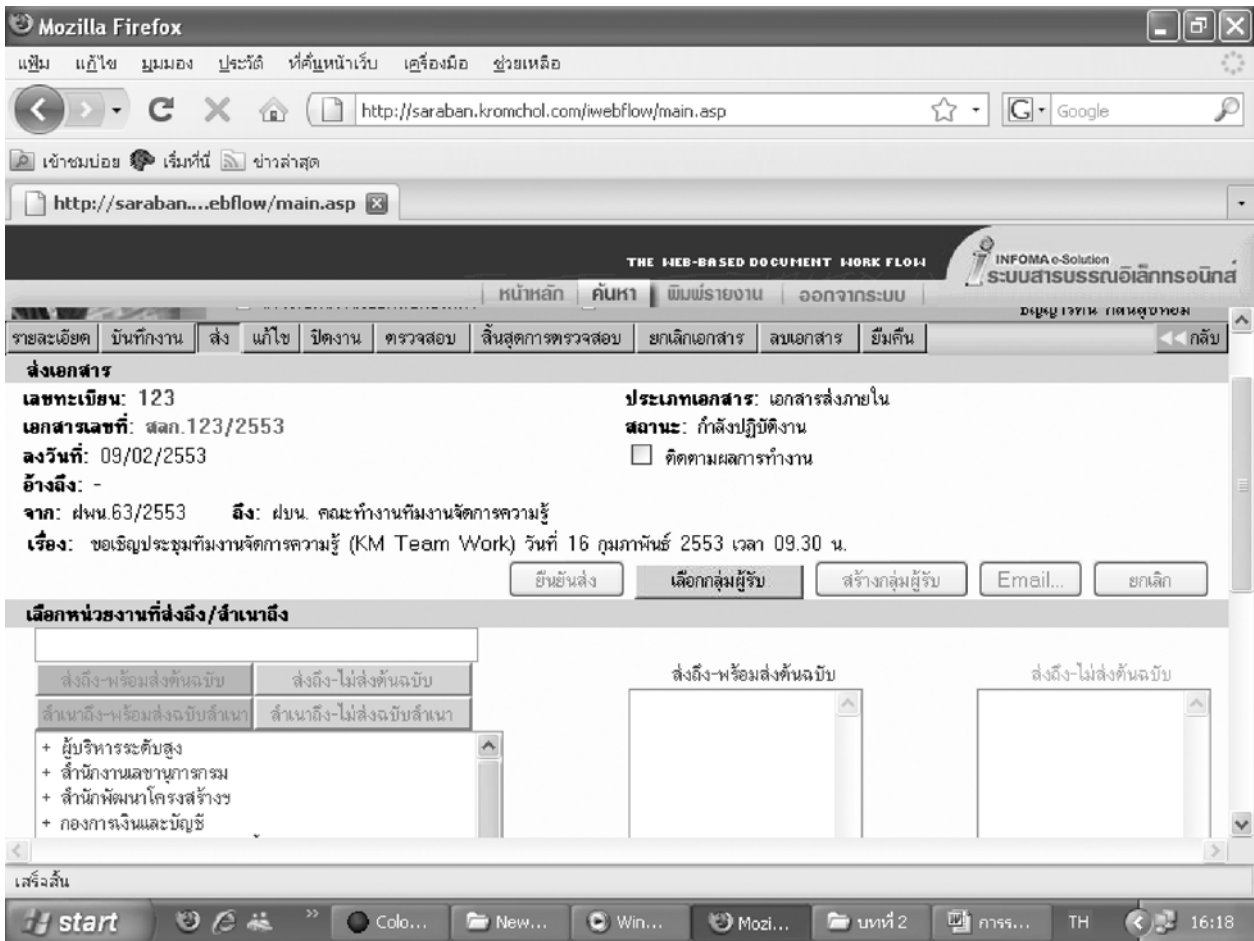 Mozilla Firefox
แฟ้ม แก้ไข มุมมอง ประวัติ ที่คั่นหน้าเว็บ เครื่องมือ ช่วยเหลือ
http://saraban.kromchol.com/iwebflow/main.asp G Google
เข้าชมบ่อย เริ่มที่นี่ ข่าวล่าสุด
http://saraban....ebflow/main.asp
THE WEB-BASED DOCUMENT WORK FLOW
INFOMA e-Solution
ระบบสารบรรณอิเล็กทรอนิกส์
หน้าหลัก ค้นหา พิมพ์รายงาน ออกจากระบบ
รายละเอียด บันทึกงาน ส่ง แก้ไข ปิดงาน ตรวจสอบ สิ้นสุดการตรวจสอบ ยกเลิกเอกสาร ลบเอกสาร ยืมคืน กลับ
ส่งเอกสาร
เลขทะเบียน: 123 ประเภทเอกสาร: เอกสารส่งภายใน
เอกสารเลขที่: สลก.123/2553 สถานะ: กำลังปฏิบัติงาน
ลงวันที่: 09/02/2553 ติดตามผลการทำงาน
อ้างถึง: -
จาก: ฝพน.63/2553 ถึง: ฝบน. คณะทำงานทีมงานจัดการความรู้
เรื่อง: ขอเชิญประชุมทีมงานจัดการความรู้ (KM Team Work) วันที่ 16 กุมภาพันธ์ 2553 เวลา 09.30 น.
ยืนยันส่ง เลือกกลุ่มผู้รับ สร้างกลุ่มผู้รับ Email... ยกเลิก
เลือกหน่วยงานที่ส่งถึง/สำเนาถึง
ส่งถึง-พร้อมส่งต้นฉบับ ส่งถึง-ไม่ส่งต้นฉบับ ส่งถึง-พร้อมส่งต้นฉบับ ส่งถึง-ไม่ส่งต้นฉบับ
สำเนาถึง-พร้อมส่งฉบับสำเนา สำเนาถึง-ไม่ส่งฉบับสำเนา
+ ผู้บริหารระดับสูง
+ สำนักงานเลขานุการกรม
+ สำนักพัฒนาโครงสร้างฯ
+ กองการเงินและบัญชี
เสร็จสิ้น
start Colo... New... Win... Mozi... บทที่ 2 การร... TH 16:18